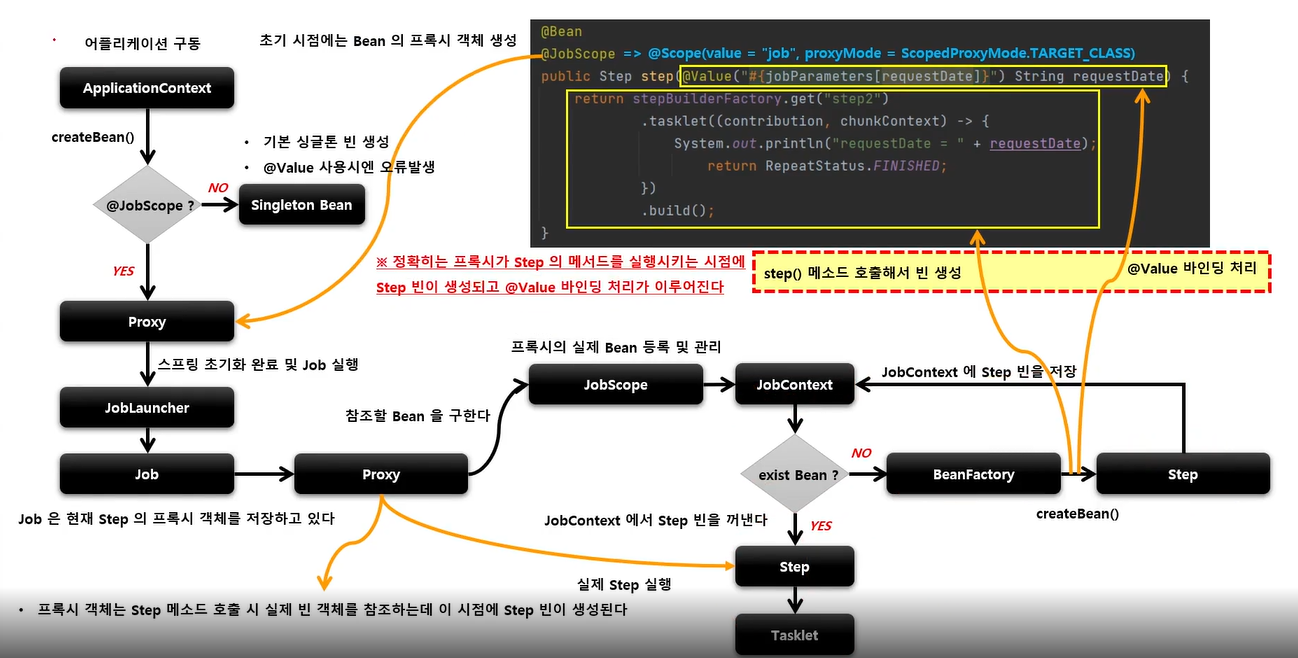 어플리케이션 구동
초기 시점에는 Bean 의 프록시 객체 생성
ApplicationContext
createBean()
• 기본 싱글톤 빈 생성
• @Value 사용시엔 오류발생
@JobScope ?
NO
Singleton Bean
YES
Proxy
@Bean
@JobScope => @Scope(value = "job", proxyMode = ScopedProxyMode.TARGET_CLASS)
public Step step(@Value("#{jobParameters[requestDate]}") String requestDate) {
return stepBuilderFactory.get("step2")
.tasklet((contribution, chunkContext) -> {
System.out.println("requestDate = " + requestDate);
return RepeatStatus.FINISHED;
})
.build();
}
※ 정확히는 프록시가 Step 의 메서드를 실행시키는 시점에
Step 빈이 생성되고 @Value 바인딩 처리가 이루어진다
step() 메소드 호출해서 빈 생성
@Value 바인딩 처리
스프링 초기화 완료 및 Job 실행
JobLauncher
Job
Job 은 현재 Step 의 프록시 객체를 저장하고 있다
Proxy
참조할 Bean 을 구한다
프록시의 실제 Bean 등록 및 관리
JobScope
JobContext
JobContext 에 Step 빈을 저장
exist Bean ?
NO
BeanFactory
createBean()
Step
JobContext 에서 Step 빈을 꺼낸다
YES
Step
실제 Step 실행
Tasklet
• 프록시 객체는 Step 메소드 호출 시 실제 빈 객체를 참조하는데 이 시점에 Step 빈이 생성된다